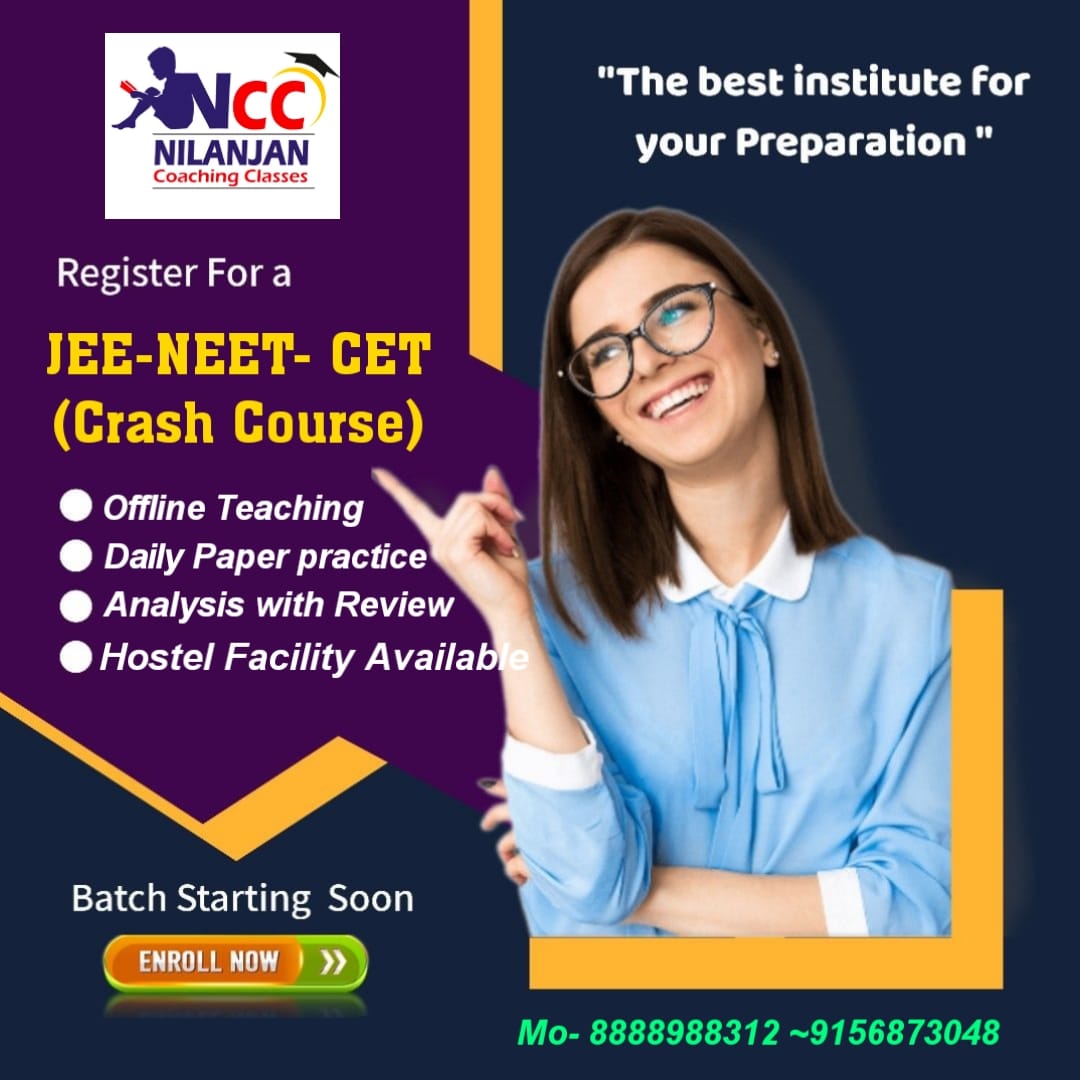 NCC
NILANJAN
Coaching Classes
"The best institute for
your Preparation "
Register For a
JEE-NEET- CET
(Crash Course)
Offline Teaching
Daily Paper practice
Analysis with Review
Hostel Facility Available
Batch Starting Soon
ENROLL NOW »
Mo- 8888988312 ~9156873048